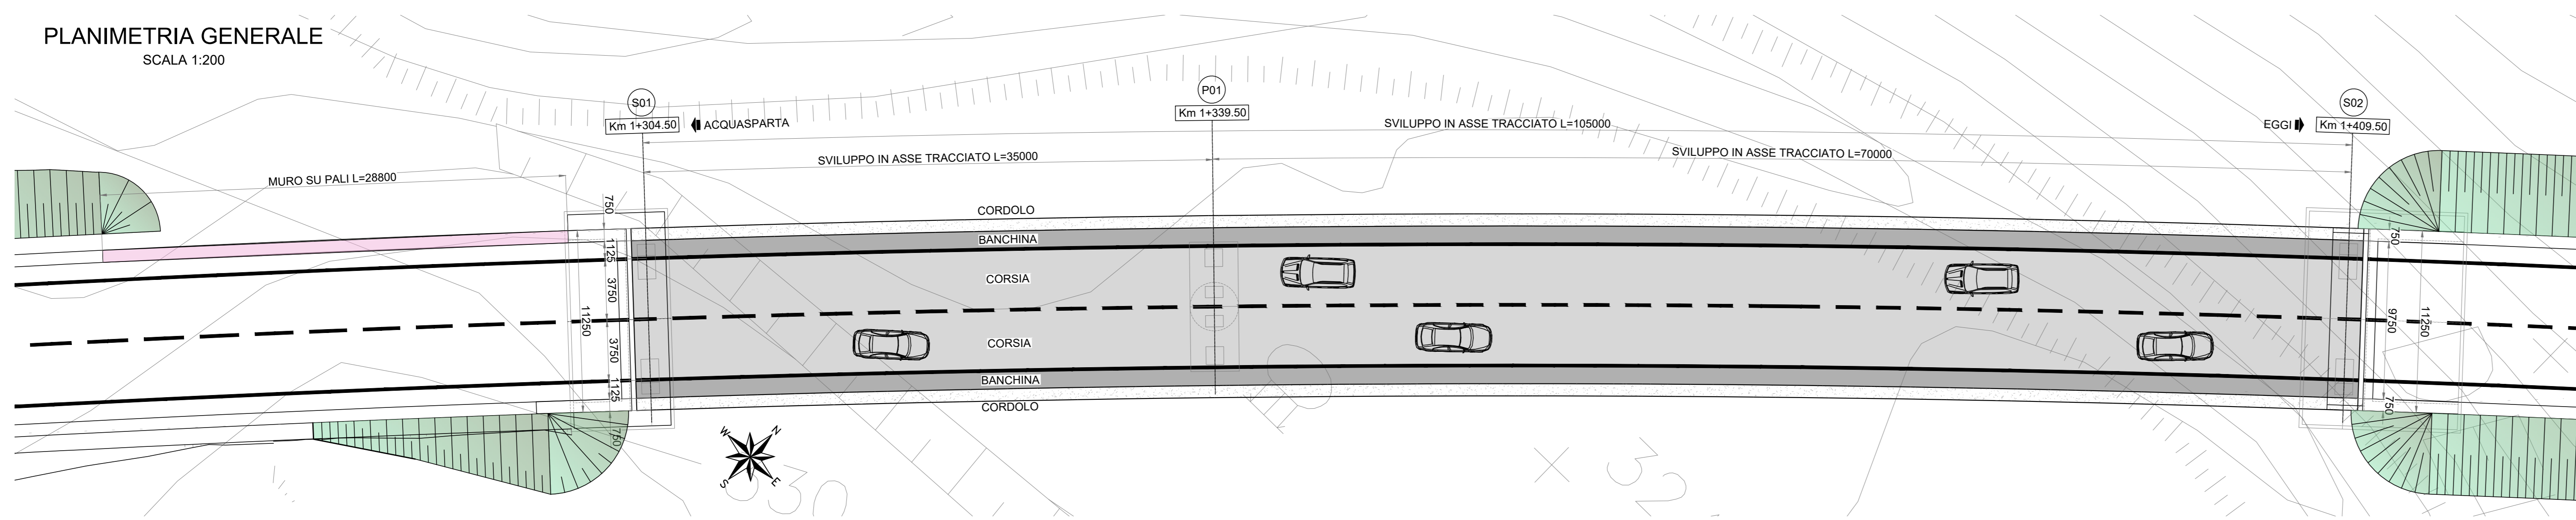 PLANIMETRIA GENERALE
SCALA 1:200
S01
P01
S02
Km 1+304.50
ACQUASPARTA
Km 1+339.50
SVILUPPO IN ASSE TRACCIATO L=105000
EGGI
Km 1+409.50
SVILUPPO IN ASSE TRACCIATO L=35000
SVILUPPO IN ASSE TRACCIATO L=70000
MURO SU PALI L=28800
750
CORDOLO
BANCHINA
1125
CORSIA
3750
11250
3750
CORSIA
1125
BANCHINA
CORDOLO
750
750
9750
11250
750
W
N
S
E
32